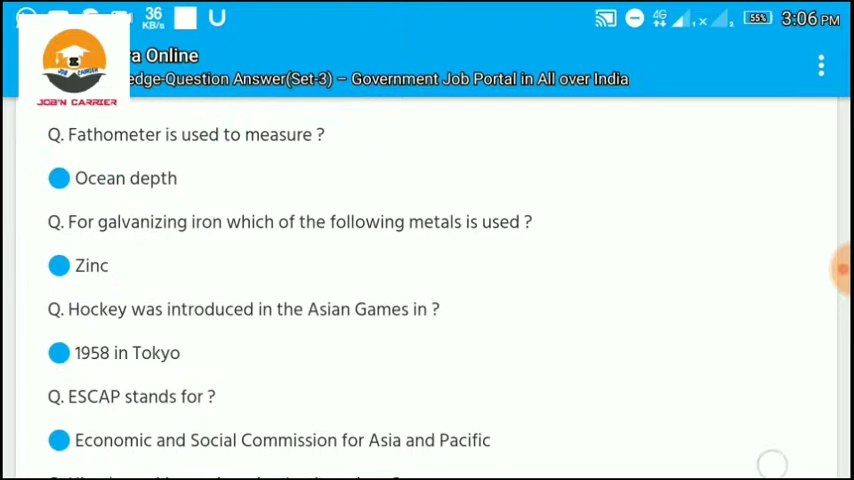 36
KB/s
4G
55%
3:06 PM
a Online
edge-Question Answer(Set-3) – Government Job Portal in All over India
JOB'N CARRIER
Q. Fathometer is used to measure ?
Ocean depth
Q. For galvanizing iron which of the following metals is used ?
Zinc
Q. Hockey was introduced in the Asian Games in ?
1958 in Tokyo
Q. ESCAP stands for ?
Economic and Social Commission for Asia and Pacific